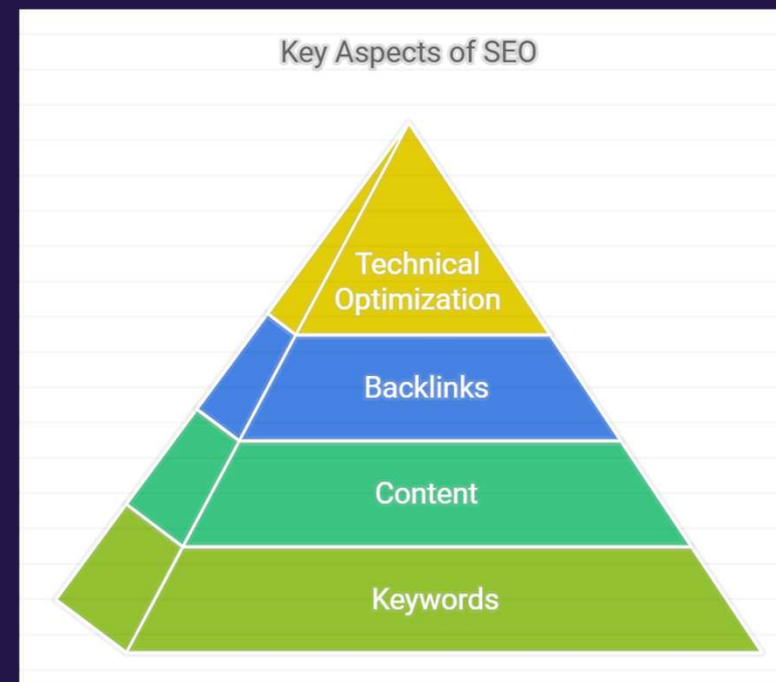 Key Aspects of SEO
Technical
Optimization
Backlinks
Content
Keywords